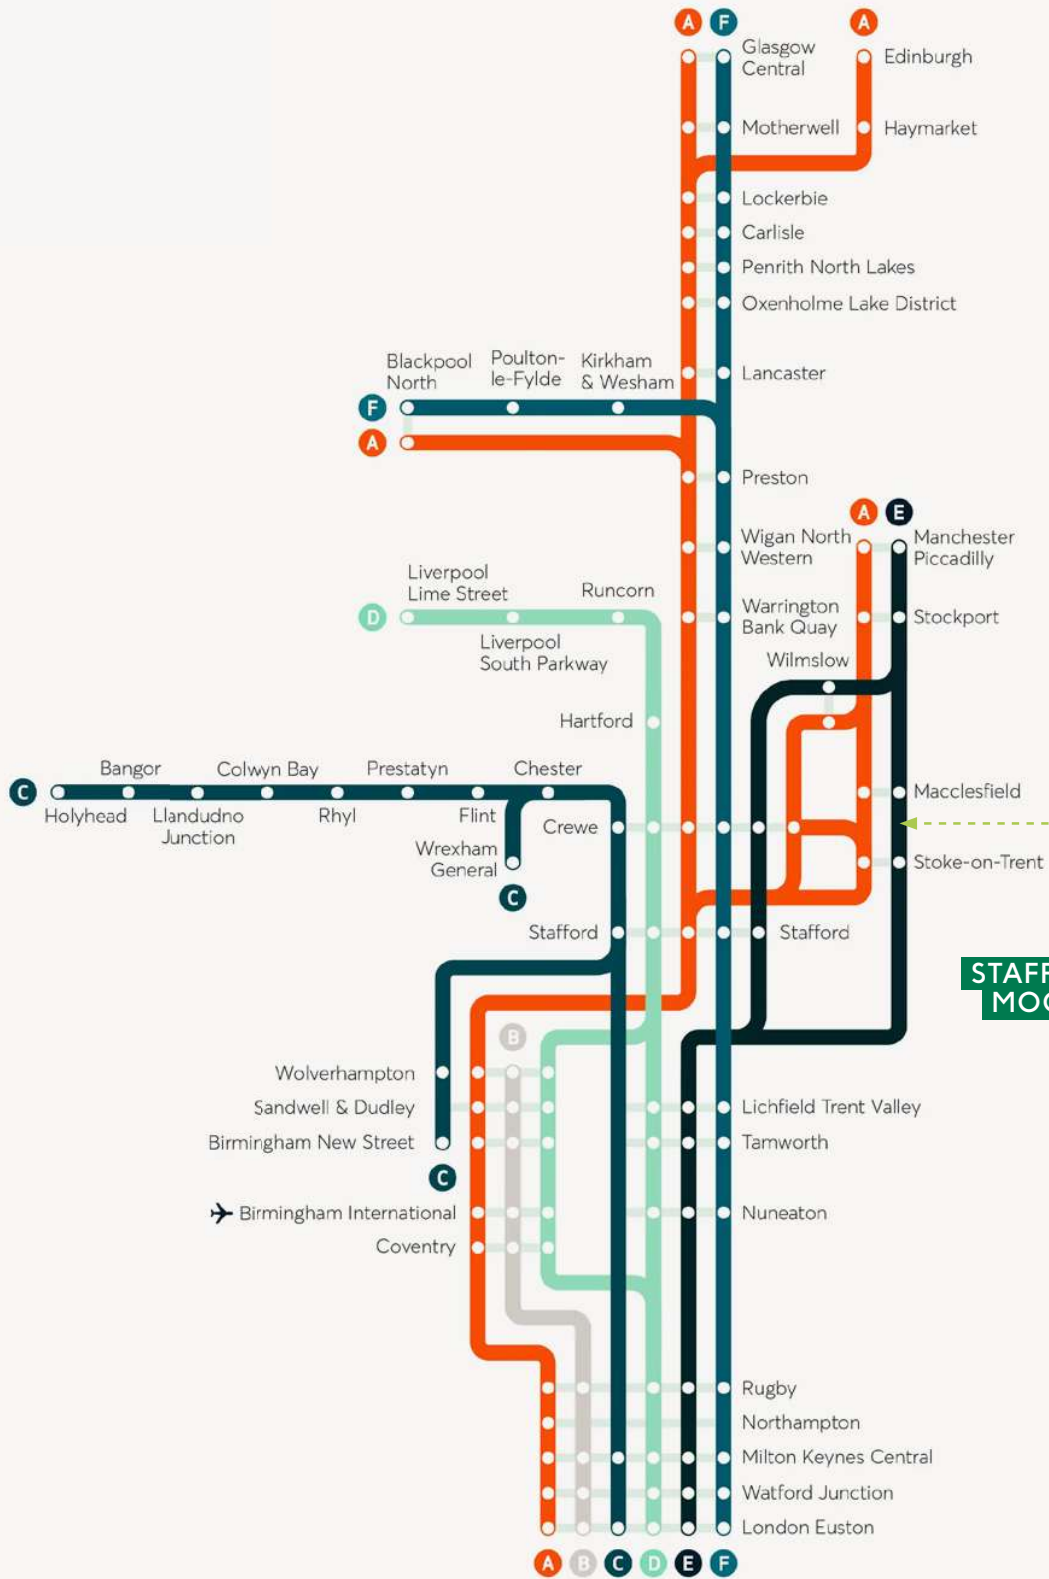 A F A
Glasgow
Central
Edinburgh
Motherwell
Haymarket
Lockerbie
Carlisle
Penrith North Lakes
Oxenholme Lake District
Blackpool
North
Poulton-
le-Fylde
Kirkham
& Wesham
Lancaster
F
A
Preston
A E
Wigan North
Western
Manchester
Piccadilly
Liverpool
Lime Street
Runcorn
D
Liverpool
South Parkway
Warrington
Bank Quay
Stockport
Wilmslow
Hartford
Bangor
Colwyn Bay
Prestatyn
Chester
C
Holyhead
Llandudno
Junction
Rhyl
Flint
Macclesfield
Crewe
Wrexham
General
Stoke-on-Trent
C
Stafford
Stafford
STAFF
MOO
B
Wolverhampton
Sandwell & Dudley
Lichfield Trent Valley
Birmingham New Street
Tamworth
C
Birmingham International
Nuneaton
Coventry
Rugby
Northampton
Milton Keynes Central
Watford Junction
London Euston
A B C D E F